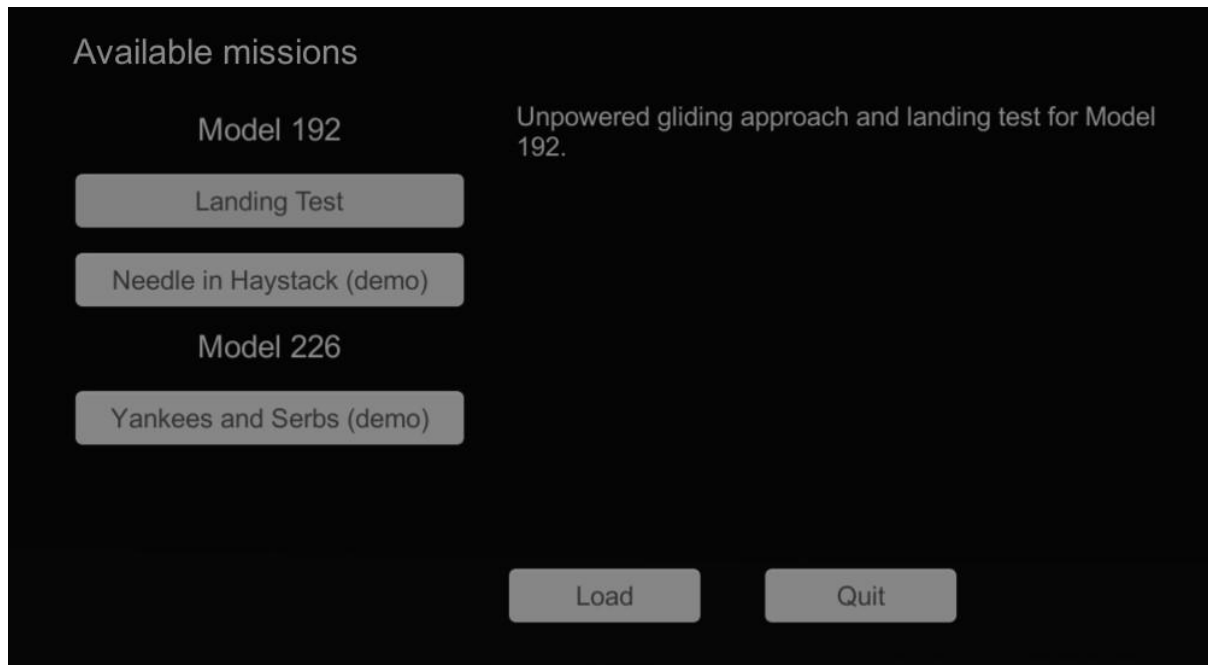 Available missions
Model 192
Landing Test
Needle in Haystack (demo)
Model 226
Yankees and Serbs (demo)
Unpowered gliding approach and landing test for Model
192.
Load
Quit